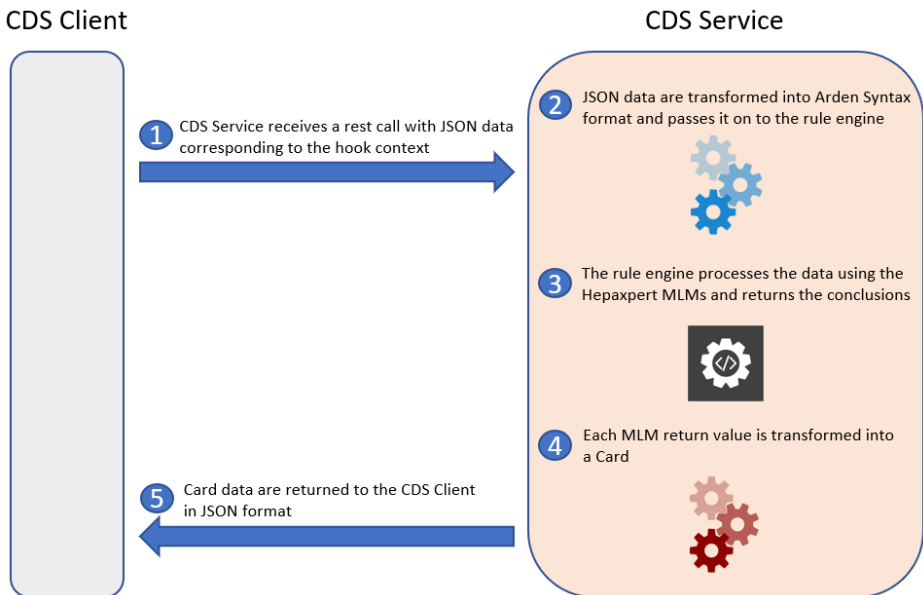 CDS Client
CDS Service
1
CDS Service receives a rest call with JSON data
corresponding to the hook context
2
JSON data are transformed into Arden Syntax
format and passes it on to the rule engine
3
The rule engine processes the data using the
Hepaxpert MLMs and returns the conclusions
</>
4
Each MLM return value is transformed into
a Card
5
Card data are returned to the CDS Client
in JSON format